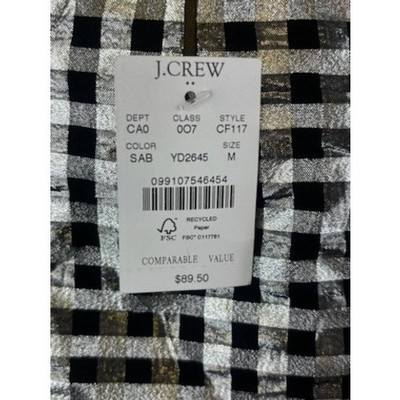 J.CREW
DEPT CLASS STYLE
CA0 0O7 CF117
COLOR SIZE
SAB YD2645 M
099107546454
FSC
RECYCLED
Paper
FSC® C117761
COMPARABLE VALUE
$89.50